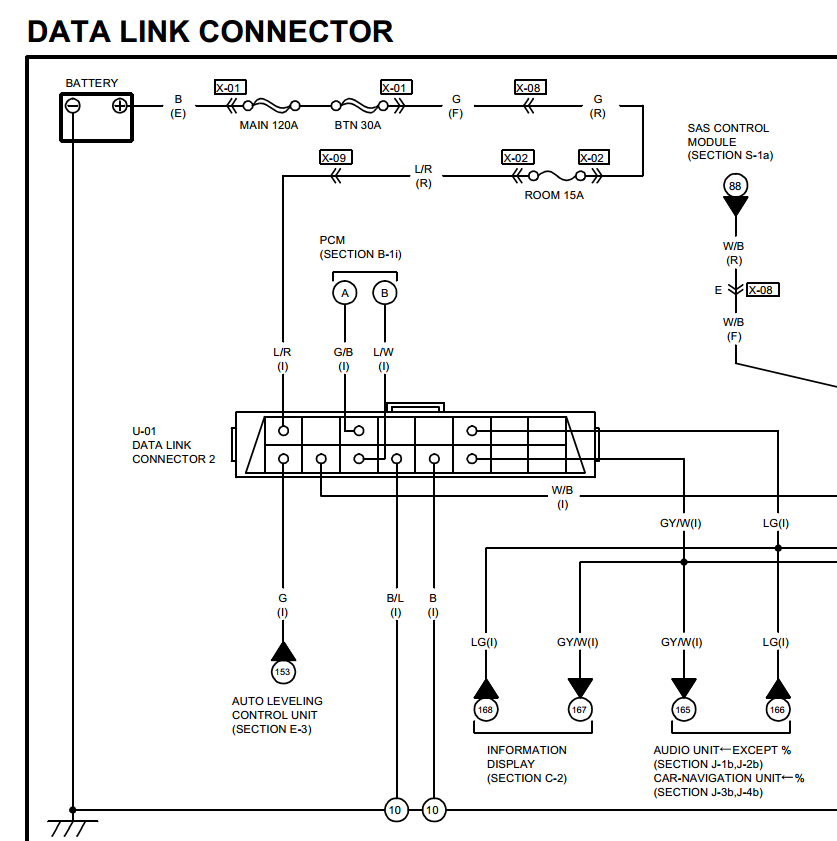 DATA LINK CONNECTOR
BATTERY
B
(E)
X-01
MAIN 120A
BTN 30A
X-01
G
(F)
X-08
G
(R)
X-09
L/R
(R)
X-02
X-02
ROOM 15A
SAS CONTROL
MODULE
(SECTION S-1a)
88
W/B
(R)
E
X-08
W/B
(F)
PCM
(SECTION B-1i)
A
B
L/R
(I)
G/B
(I)
L/W
(I)
U-01
DATA LINK
CONNECTOR 2
W/B
(I)
GY/W(I)
LG(I)
G
(I)
B/L
(I)
B
(I)
LG(I)
GY/W(I)
GY/W(I)
LG(I)
153
168
167
165
166
AUTO LEVELING
CONTROL UNIT
(SECTION E-3)
INFORMATION
DISPLAY
(SECTION C-2)
AUDIO UNIT←EXCEPT %
(SECTION J-1b,J-2b)
CAR-NAVIGATION UNIT←%
(SECTION J-3b,J-4b)
10
10